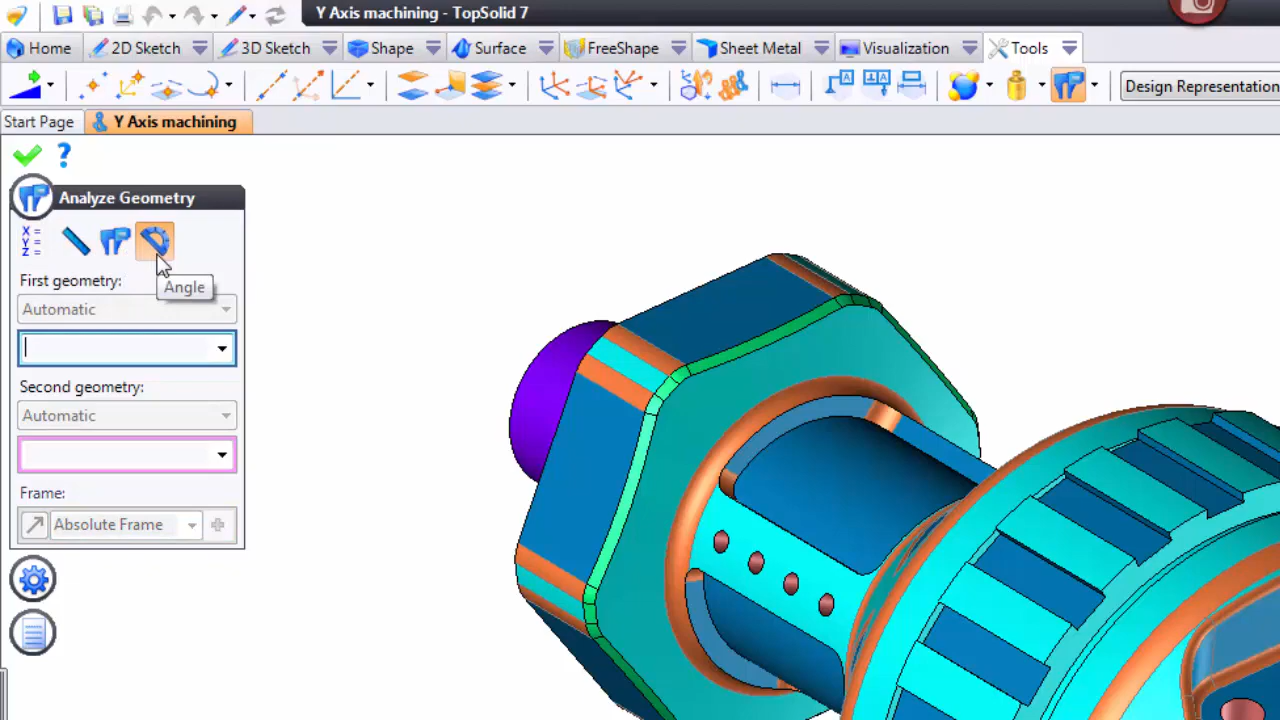 Y Axis machining - TopSolid 7
Home 2D Sketch 3D Sketch Shape Surface FreeShape Sheet Metal Visualization Tools
A A
Design Representation
Start Page Y Axis machining
?
Analyze Geometry
X =
Y =
Z =
Angle
First geometry:
Automatic
Second geometry:
Automatic
Frame:
Absolute Frame